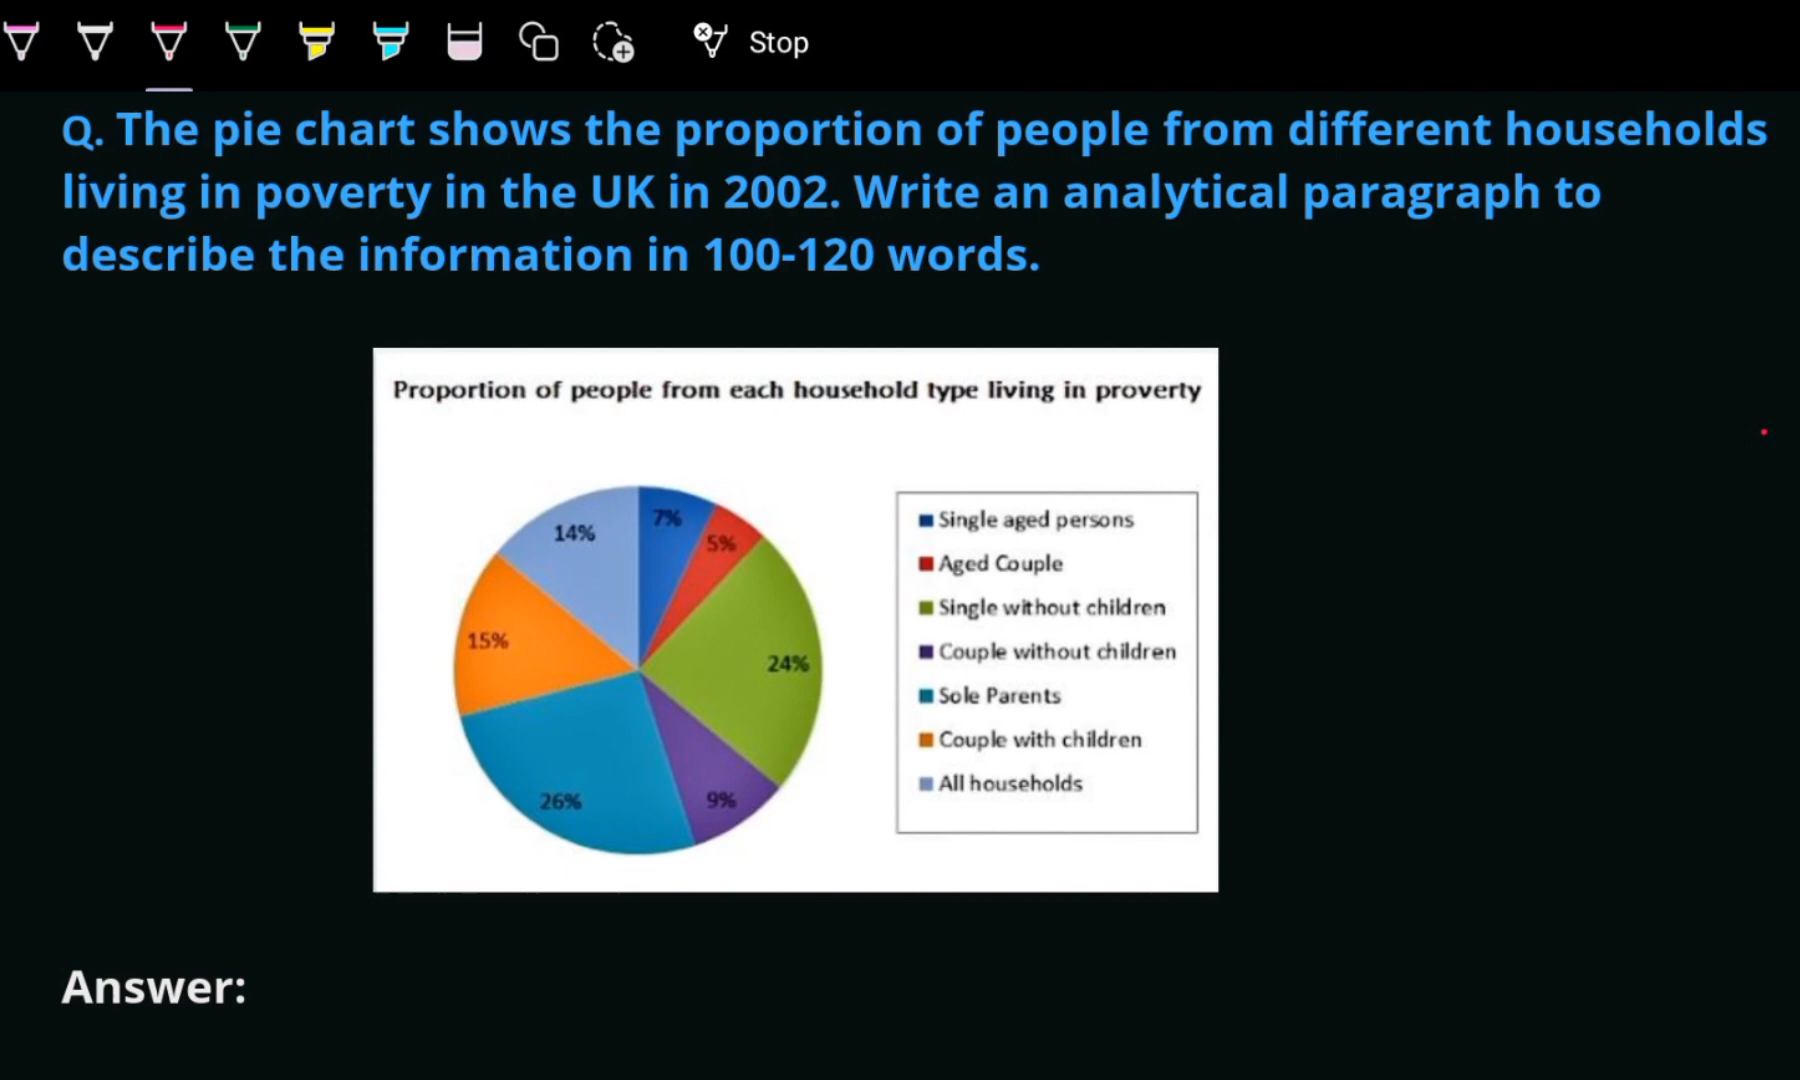 Stop
Q. The pie chart shows the proportion of people from different households
living in poverty in the UK in 2002. Write an analytical paragraph to
describe the information in 100-120 words.
Proportion of people from each household type living in proverty
14%
7%
5%
15%
24%
26%
9%
Single aged persons
Aged Couple
Single without children
Couple without children
Sole Parents
Couple with children
All households
Answer: